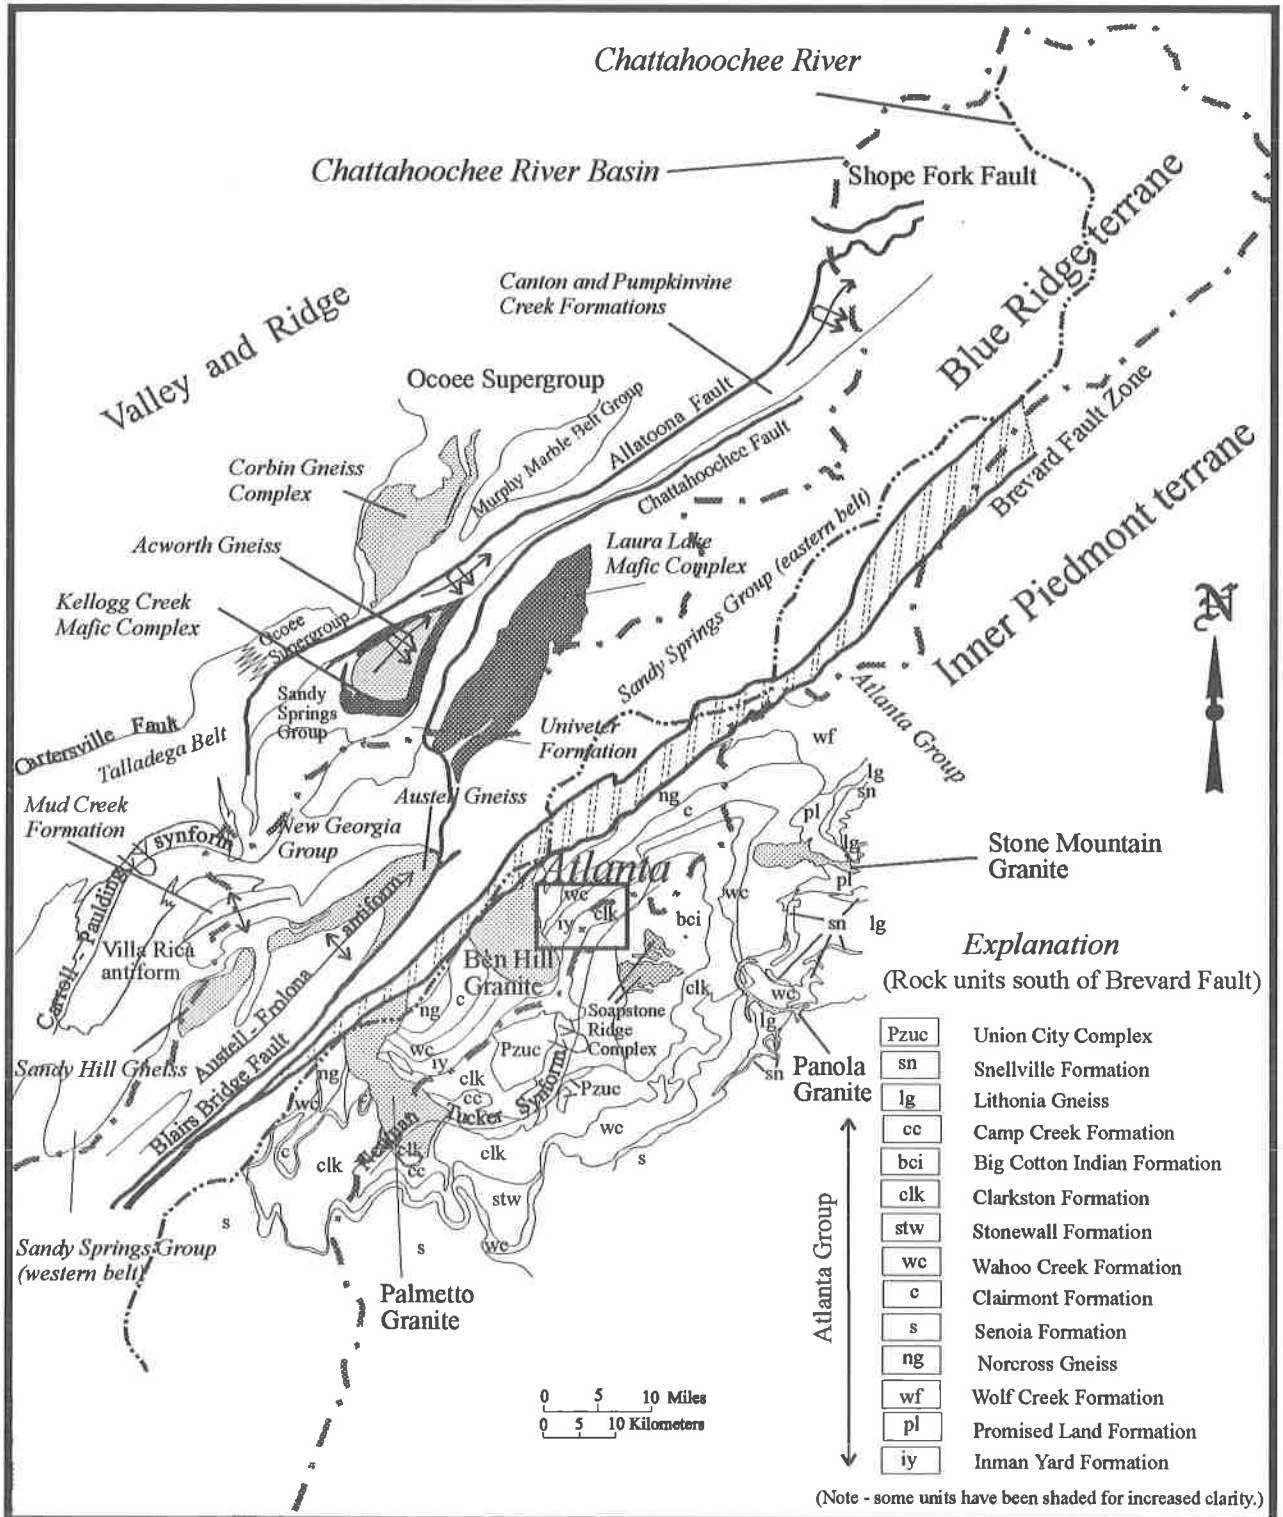 Chattahoochee River
Chattahoochee River Basin
Shope Fork Fault
Blue Ridge terrane
Canton and Pumpkinvine
Creek Formations
Valley and Ridge
Ocoee Supergroup
Murphy Marble Belt Group
Allatoona Fault
Chattahoochee Fault
Brevard Fault Zone
Inner Piedmont terrane
Corbin Gneiss
Complex
Acworth Gneiss
Laura Lake
Mafic Complex
Sandy Springs Group (eastern belt)
Kellogg Creek
Mafic Complex
N
Ocoee
Supergroup
Sandy
Springs
Group
Atlanta Group
Cartersville Fault
Talladega Belt
Univeter
Formation
wf
lg
sn
Mud Creek
Formation
Austell Gneiss
ng
c
pl
synform
New Georgia
Group
lg
Stone Mountain
Granite
Atlanta
pl
Carroll - Paulding
wc
clk
iy
wc
bci
sn
lg
Villa Rica
antiform
antiform
Ben Hill
Granite
clk
wc
Explanation
(Rock units south of Brevard Fault)
Austell - Frolona
ng
c
Soapstone
Ridge
Complex
lg
Pzuc
Sandy Hill Gneiss
Blairs Bridge Fault
ng
wc
iy
clk
cc
sn
Panola
Granite
Pzuc
Tucker
Synform
wc
c
wc
c
clk
Newnan
clk
cc
clk
s
stw
s
s
wc
Sandy Springs Group
(western belt)
Palmetto
Granite
Pzuc Union City Complex
sn Snellville Formation
lg Lithonia Gneiss
cc Camp Creek Formation
bci Big Cotton Indian Formation
clk Clarkston Formation
stw Stonewall Formation
wc Wahoo Creek Formation
c Clairmont Formation
s Senoia Formation
ng Norcross Gneiss
wf Wolf Creek Formation
pl Promised Land Formation
iy Inman Yard Formation
Atlanta Group
0 5 10 Miles
0 5 10 Kilometers
(Note - some units have been shaded for increased clarity.)